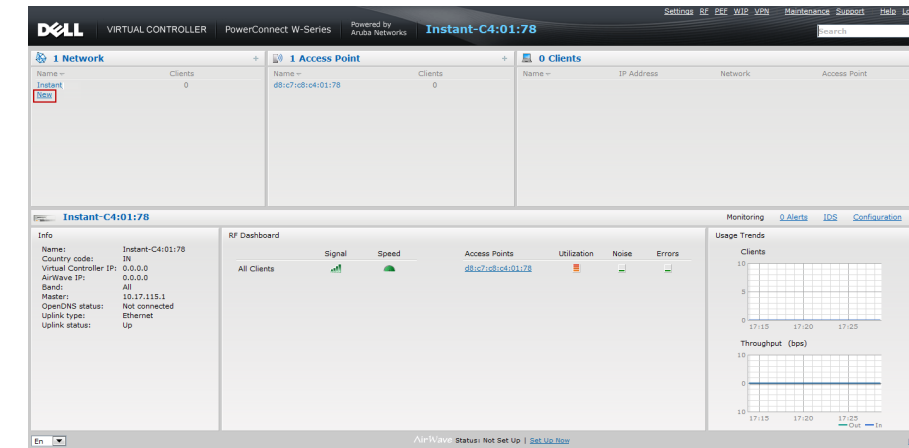 Settings RF PEF WIP VPN Maintenance Support Help
DELL VIRTUAL CONTROLLER PowerConnect W-Series Powered by Aruba Networks Instant-C4:01:78
Search
1 Network +
Name Clients
Instant 0
New
1 Access Point +
Name Clients
d8:c7:c8:c4:01:78 0
0 Clients
Name IP Address Network Access Point
Instant-C4:01:78
Monitoring 0 Alerts IDS Configuration
Info
Name: Instant-C4:01:78
Country code: IN
Virtual Controller IP: 0.0.0.0
AirWave IP: 0.0.0.0
Band: All
Master: 10.17.115.1
OpenDNS status: Not connected
Uplink type: Ethernet
Uplink status: Up
RF Dashboard
Signal Speed
All Clients
Access Points Utilization Noise Errors
d8:c7:c8:c4:01:78
Usage Trends
Clients
10
5
0
17:15 17:20 17:25
Throughput (bps)
10
0
10
17:15 17:20 17:25
Out In
En
AirWave Status: Not Set Up | Set Up Now